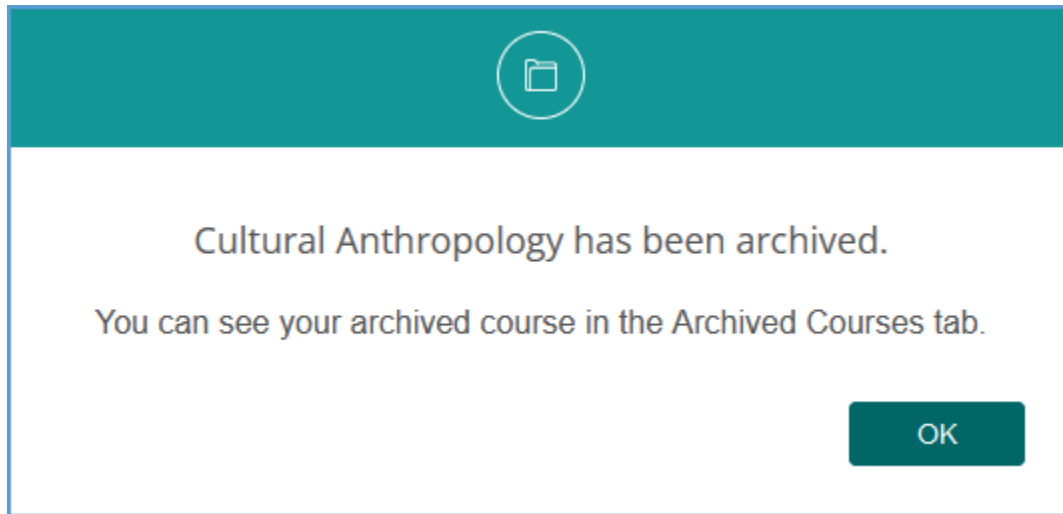 Cultural Anthropology has been archived.
You can see your archived course in the Archived Courses tab.
OK